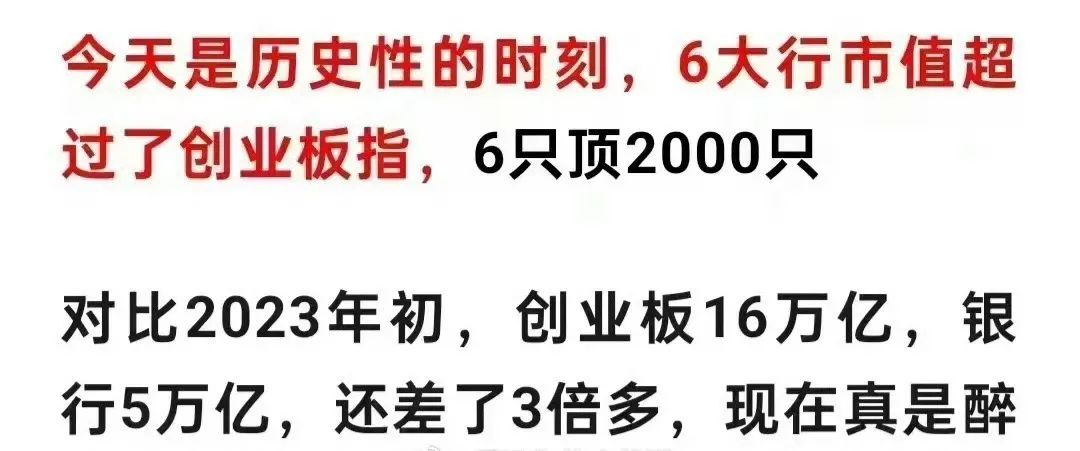 今天是历史性的时刻，6大行市值超
过了创业板指，6只顶2000只
对比2023年初，创业板16万亿，银
行5万亿，还差了3倍多，现在真是醉